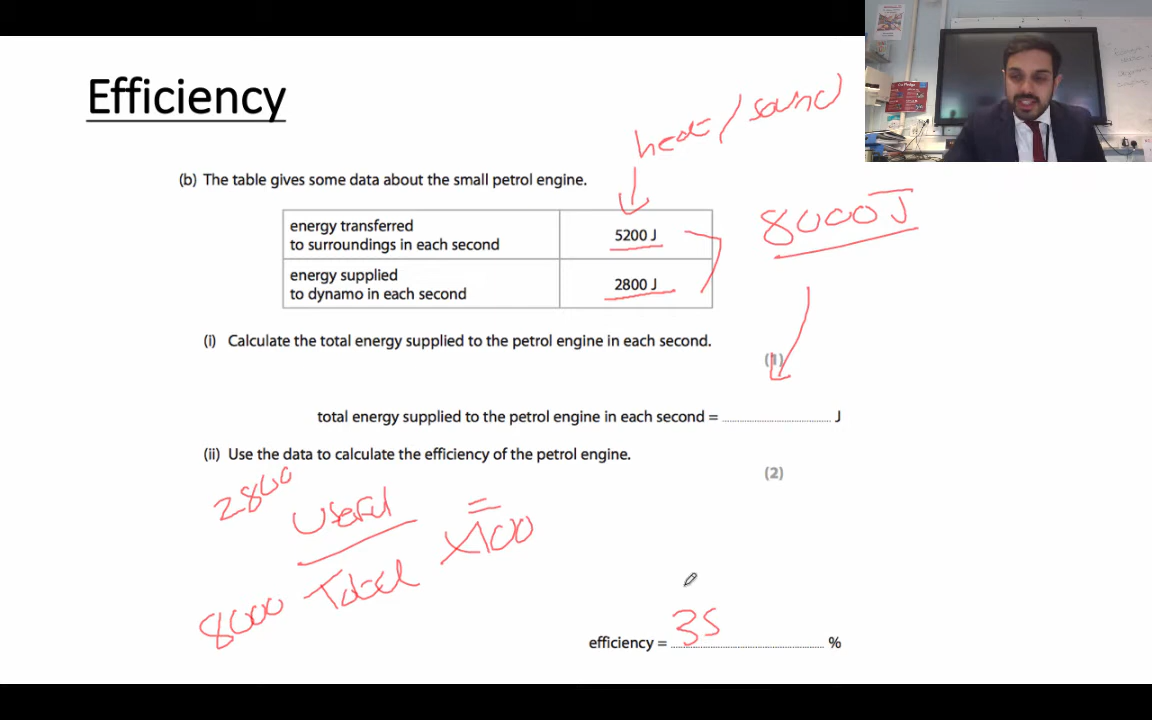 Efficiency
heat/sound
(b) The table gives some data about the small petrol engine.
energy transferred
to surroundings in each second
5200 J
8000 J
energy supplied
to dynamo in each second
2800 J
(i) Calculate the total energy supplied to the petrol engine in each second.
(1)
total energy supplied to the petrol engine in each second = .............................. J
(ii) Use the data to calculate the efficiency of the petrol engine.
(2)
2800
Useful
=
×100
8000 Total
efficiency = 35 %